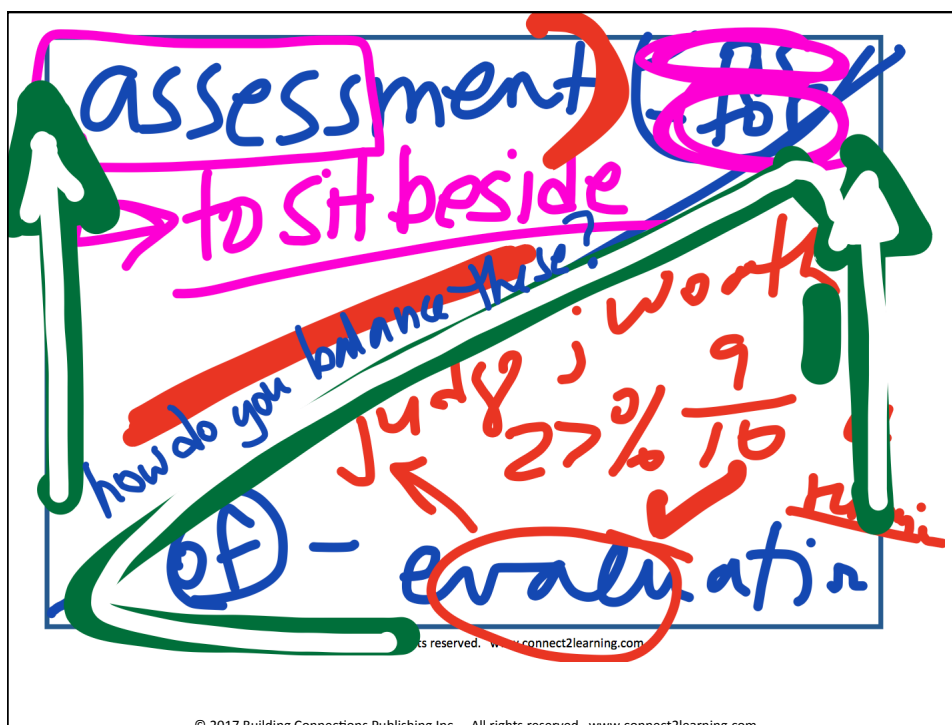 assessment
- for
to sit beside
how do you balance these?
judge j worth
27% 9/10
of - evaluation
ts reserved. www.connect2learning.com
© 2017 Building Connections Publishing Inc. All rights reserved. www.connect2learning.com